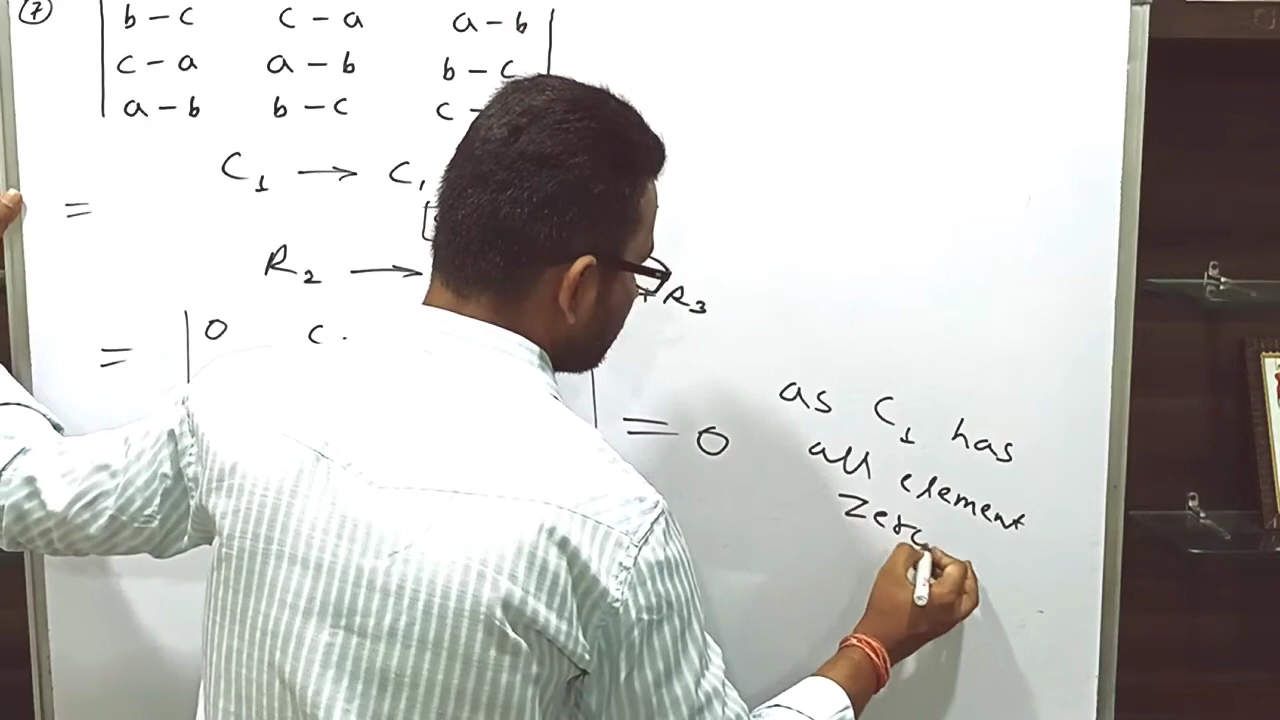 ⑦ | b - c c - a a - b |
c - a a - b b - c
a - b b - c c -
C₁ → C₁
=
R₂ → + R₃
= | 0 c .
= 0
as C₁ has
all element
Zero